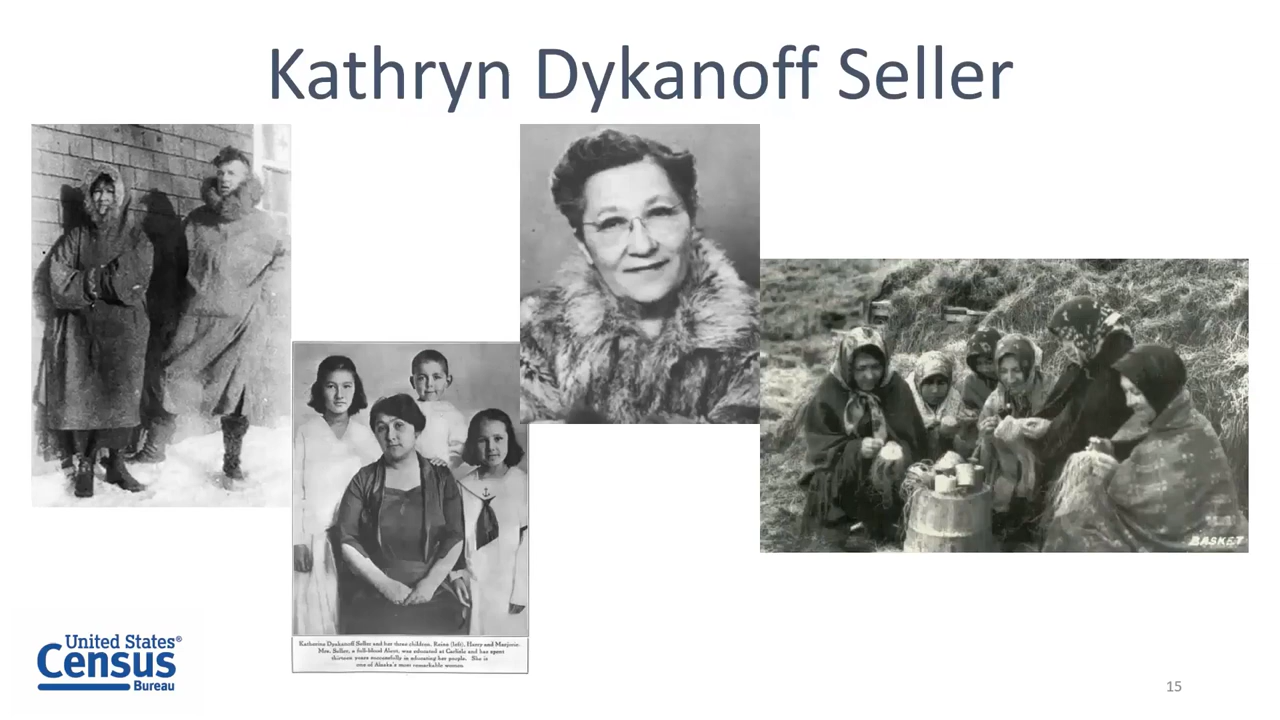 Kathryn Dykanoff Seller
BASKET
Katherine Dyakanoff Seller and her three children, Raina (left), Harry and Marjorie.
Mrs. Seller, a full-blood Aleut, was educated at Carlisle and has spent
thirteen years successfully in educating her people. She is
one of Alaska's most remarkable women
United States®
Census
Bureau
15